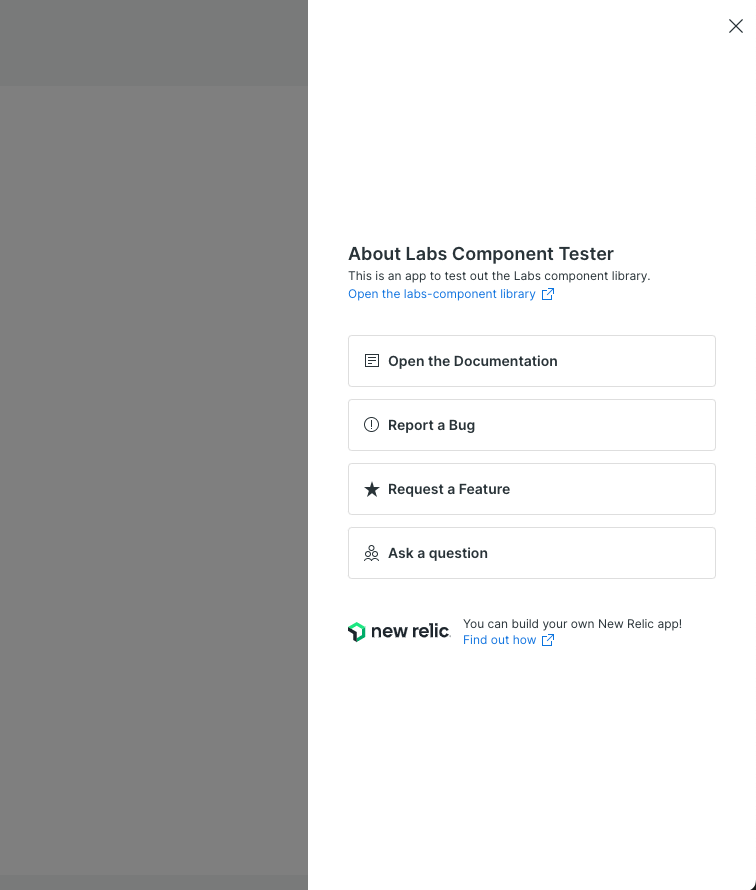 About Labs Component Tester
This is an app to test out the Labs component library.
Open the labs-component library
Open the Documentation
Report a Bug
Request a Feature
Ask a question
new relic
You can build your own New Relic app!
Find out how